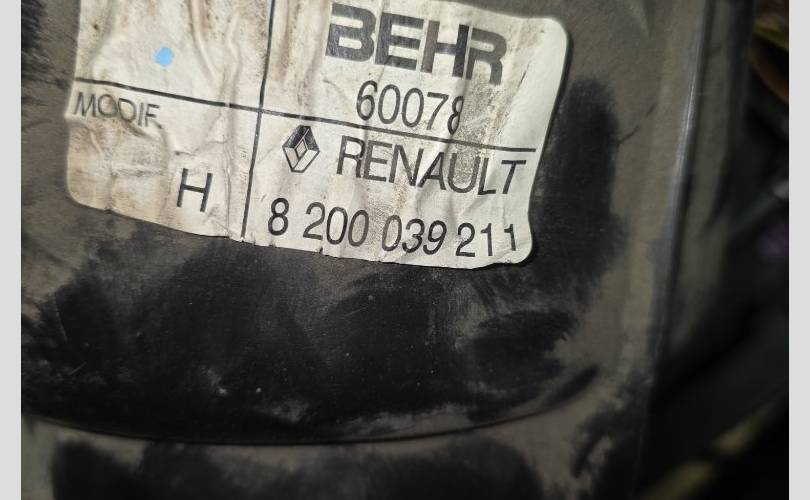 BEHR
60078
MODIF.
RENAULT
H
8 200 039 211